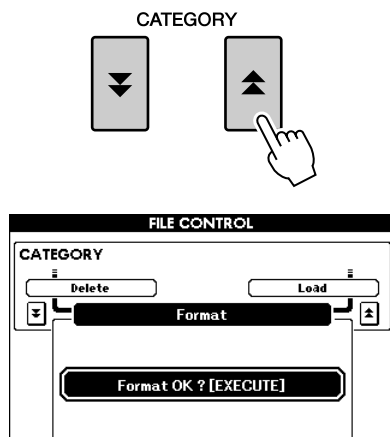 CATEGORY
FILE CONTROL
CATEGORY
Delete
Load
Format
Format OK ? [EXECUTE]